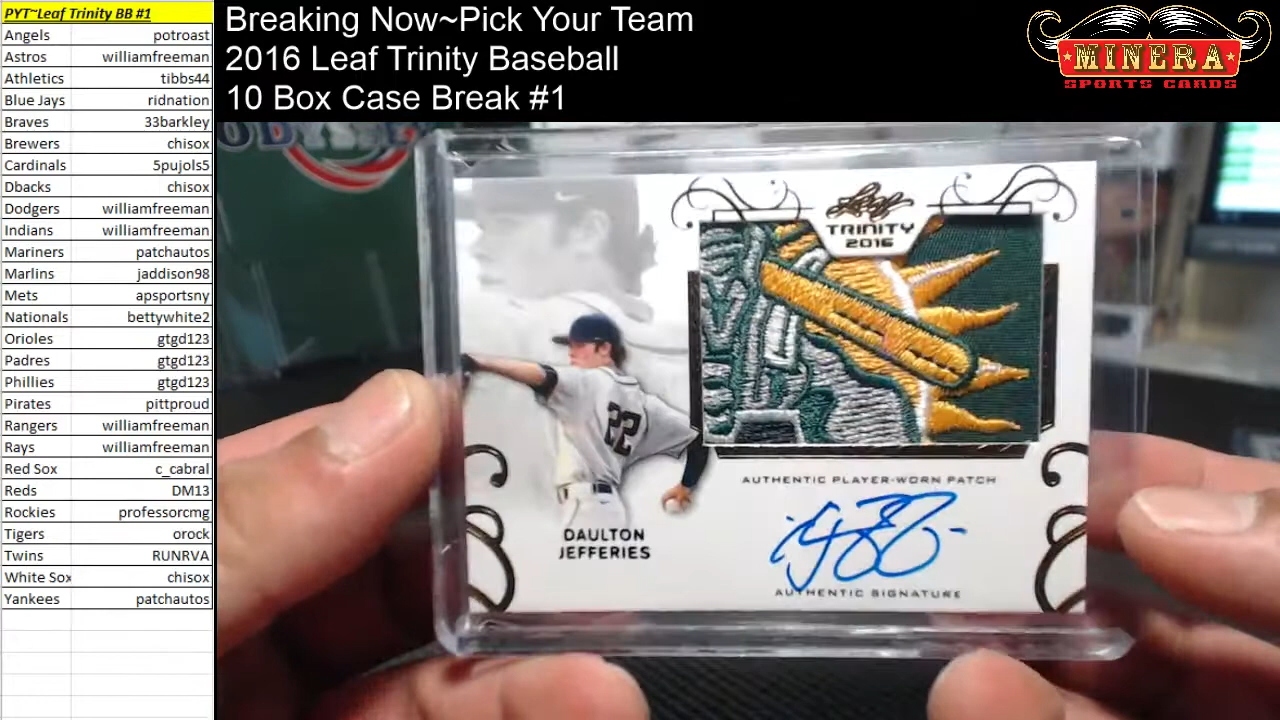 PYT~Leaf Trinity BB #1
Angels potroast
Astros williamfreeman
Athletics tibbs44
Blue Jays ridnation
Braves 33barkley
Brewers chisox
Cardinals 5pujols5
Dbacks chisox
Dodgers williamfreeman
Indians williamfreeman
Mariners patchautos
Marlins jaddison98
Mets apsportsny
Nationals bettywhite2
Orioles gtgd123
Padres gtgd123
Phillies gtgd123
Pirates pittproud
Rangers williamfreeman
Rays williamfreeman
Red Sox c_cabral
Reds DM13
Rockies professorcmg
Tigers orock
Twins RUNRVA
White Sox chisox
Yankees patchautos
Breaking Now~Pick Your Team
2016 Leaf Trinity Baseball
10 Box Case Break #1
MINERA
SPORTS CARDS
Leaf
TRINITY
2016
22
AUTHENTIC PLAYER-WORN PATCH
DAULTON
JEFFERIES
AUTHENTIC SIGNATURE